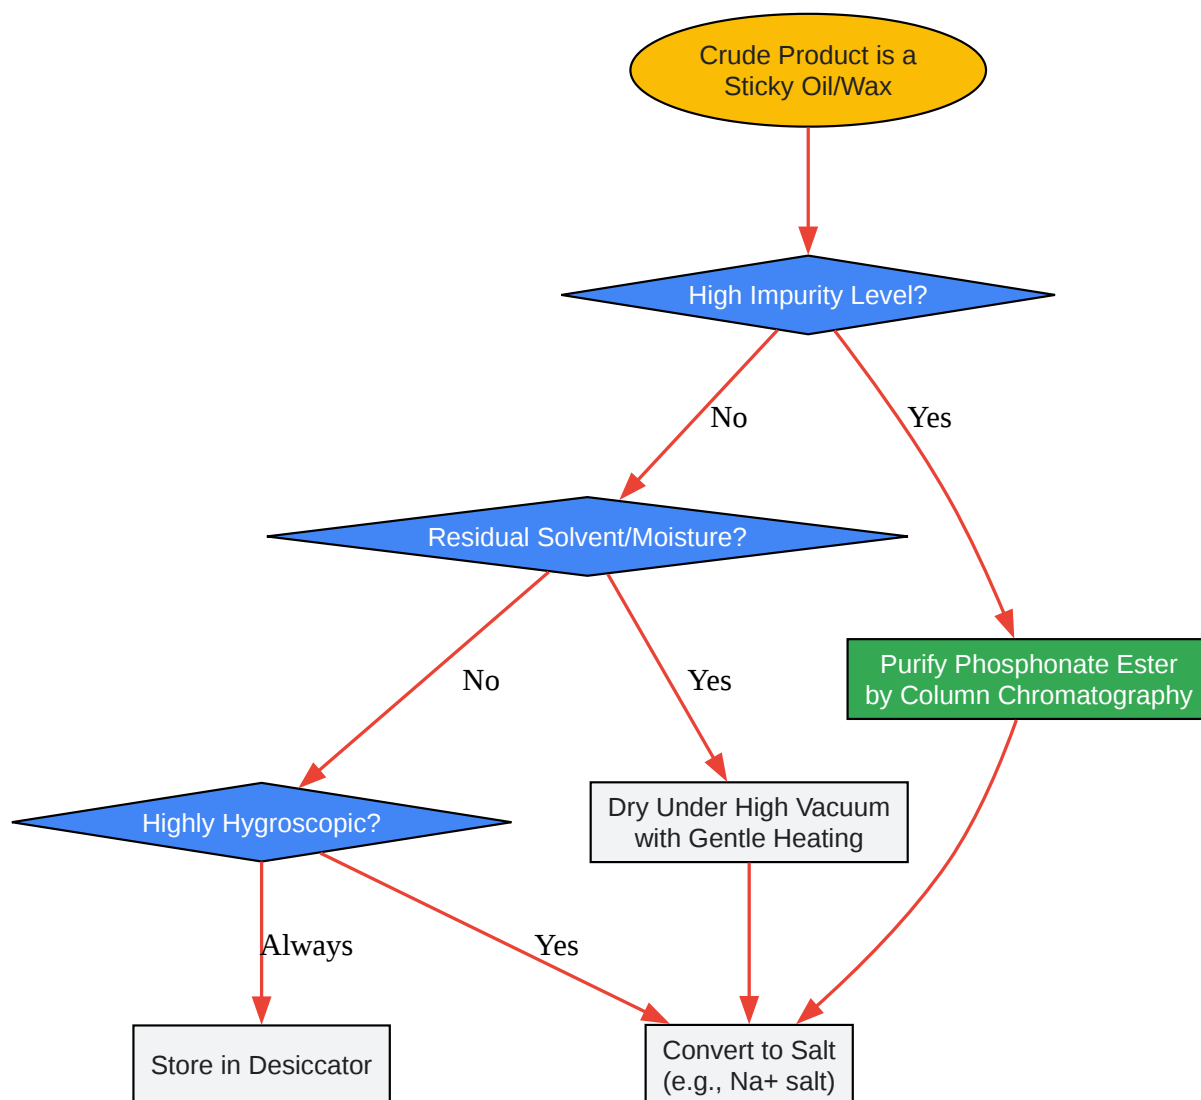 Crude Product is a
Sticky Oil/Wax
High Impurity Level?
No
Yes
Residual Solvent/Moisture?
No
Yes
Purify Phosphonate Ester
by Column Chromatography
Dry Under High Vacuum
with Gentle Heating
Highly Hygroscopic?
Always
Yes
Store in Desiccator
Convert to Salt
(e.g., Na+ salt)